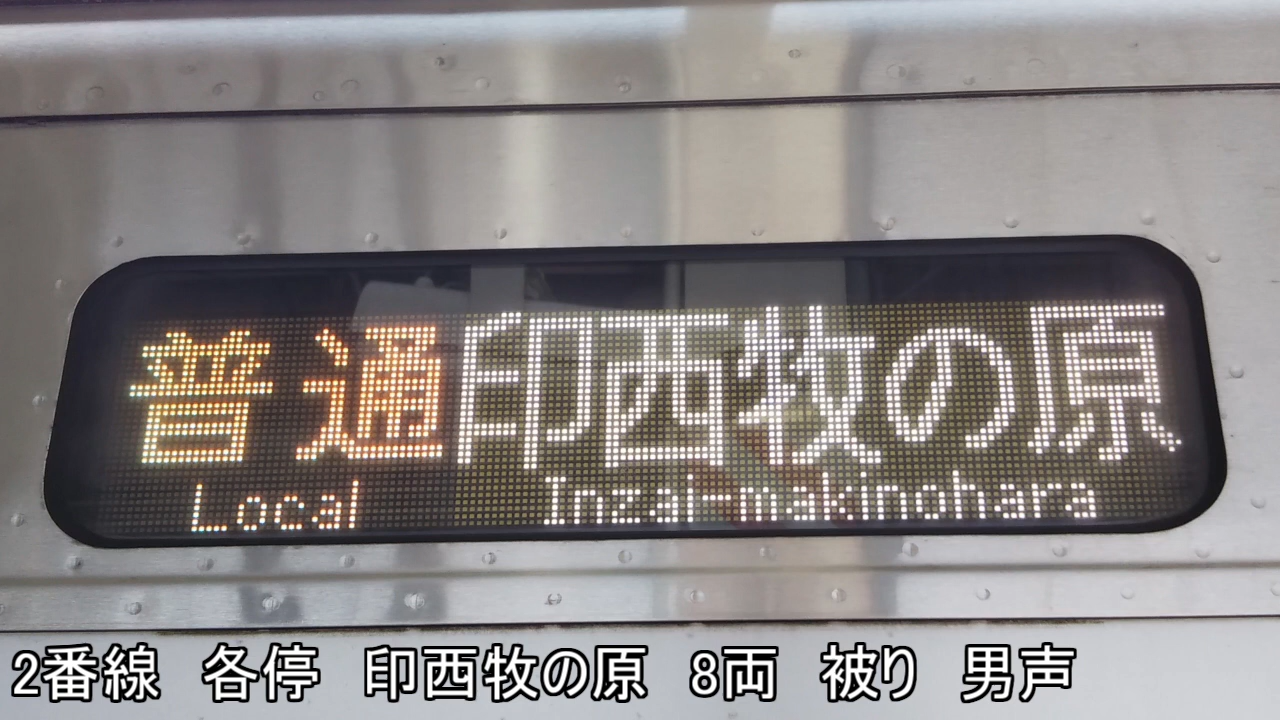 普通 印西牧の原
Local Inzai-makinohara
2番線 各停 印西牧の原 8両 被り 男声